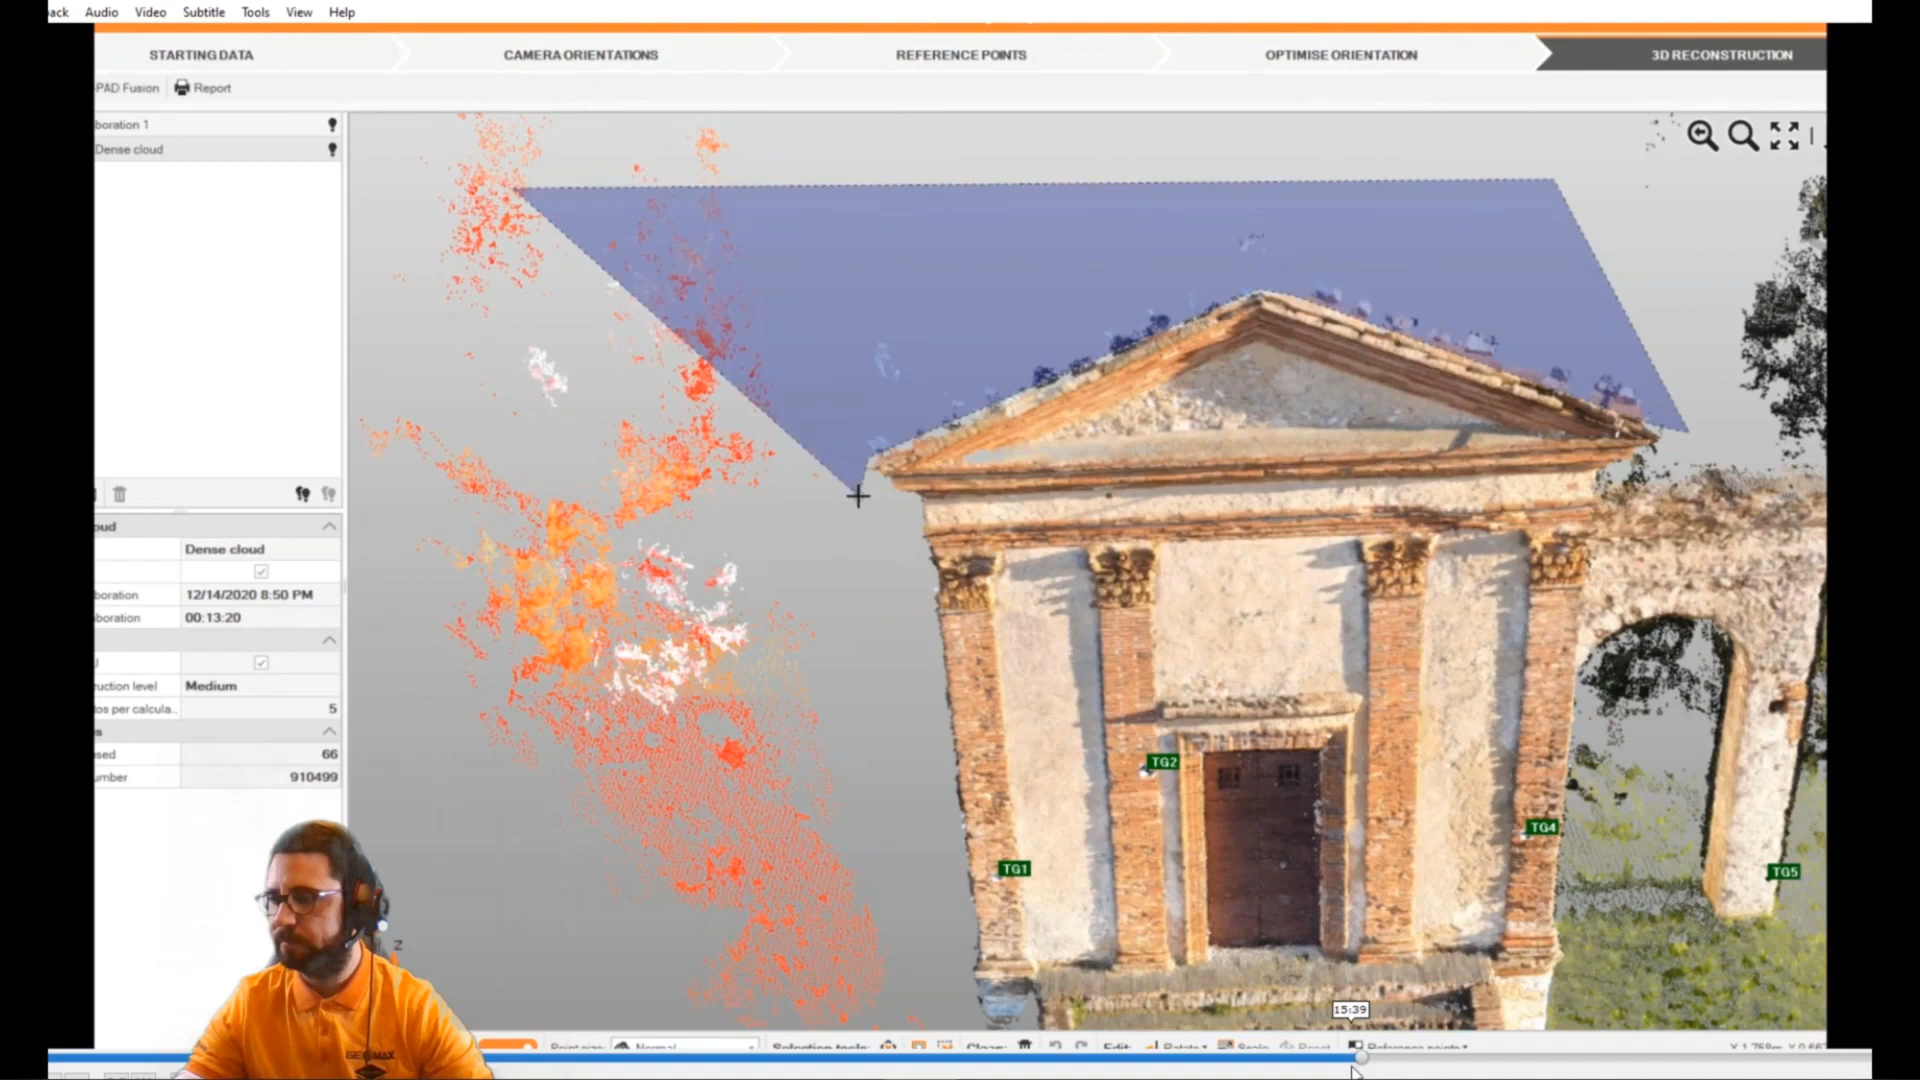 ack Audio Video Subtitle Tools View Help
STARTING DATA CAMERA ORIENTATIONS REFERENCE POINTS OPTIMISE ORIENTATION 3D RECONSTRUCTION
-PAD Fusion Report
boration 1
Dense cloud
oud
Dense cloud
boration 12/14/2020 8:50 PM
boration 00:13:20
ruction level Medium
tos per calcula.. 5
s
sed 66
umber 910499
TG2
TG4
TG1
TG5
Z
15:39
Point size: Normal Selection tools: Clean: Edit: Rotate Scale Reset Reference points
GEOMAX